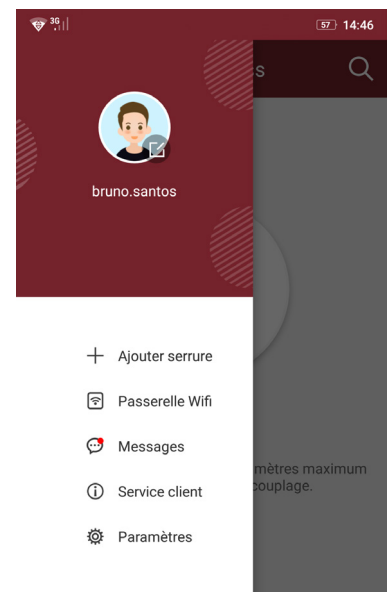 3G 57 14:46
s
bruno.santos
Ajouter serrure
Passerelle Wifi
Messages
Service client
Paramètres
mètres maximum
couplage.